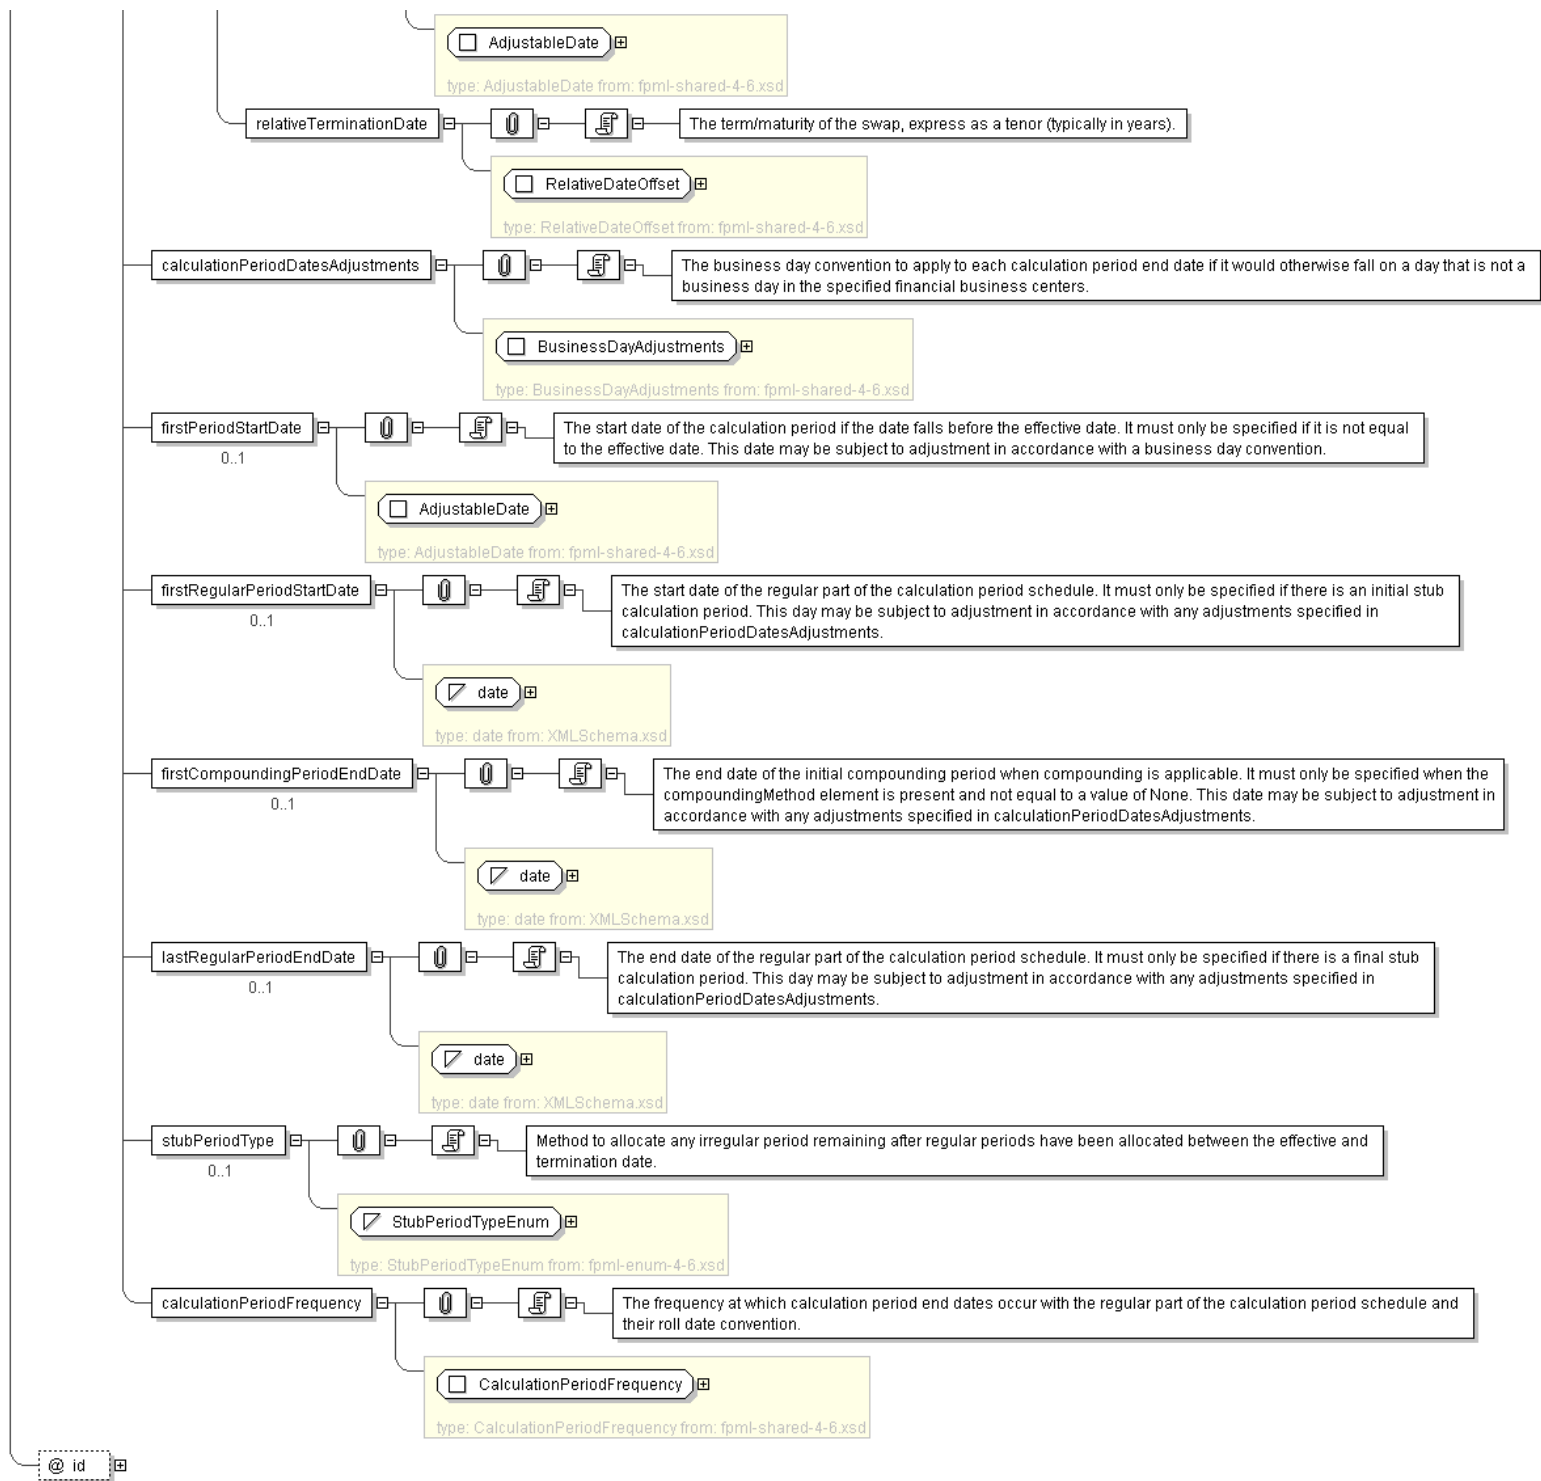 AdjustableDate
type: AdjustableDate from: fpml-shared-4-6.xsd
relativeTerminationDate
The term/maturity of the swap, express as a tenor (typically in years).
RelativeDateOffset
type: RelativeDateOffset from: fpml-shared-4-6.xsd
calculationPeriodDatesAdjustments
The business day convention to apply to each calculation period end date if it would otherwise fall on a day that is not a
business day in the specified financial business centers.
BusinessDayAdjustments
type: BusinessDayAdjustments from: fpml-shared-4-6.xsd
firstPeriodStartDate
0..1
The start date of the calculation period if the date falls before the effective date. It must only be specified if it is not equal
to the effective date. This date may be subject to adjustment in accordance with a business day convention.
AdjustableDate
type: AdjustableDate from: fpml-shared-4-6.xsd
firstRegularPeriodStartDate
0..1
The start date of the regular part of the calculation period schedule. It must only be specified if there is an initial stub
calculation period. This day may be subject to adjustment in accordance with any adjustments specified in
calculationPeriodDatesAdjustments.
date
type: date from: XMLSchema.xsd
firstCompoundingPeriodEndDate
0..1
The end date of the initial compounding period when compounding is applicable. It must only be specified when the
compoundingMethod element is present and not equal to a value of None. This date may be subject to adjustment in
accordance with any adjustments specified in calculationPeriodDatesAdjustments.
date
type: date from: XMLSchema.xsd
lastRegularPeriodEndDate
0..1
The end date of the regular part of the calculation period schedule. It must only be specified if there is a final stub
calculation period. This day may be subject to adjustment in accordance with any adjustments specified in
calculationPeriodDatesAdjustments.
date
type: date from: XMLSchema.xsd
stubPeriodType
0..1
Method to allocate any irregular period remaining after regular periods have been allocated between the effective and
termination date.
StubPeriodTypeEnum
type: StubPeriodTypeEnum from: fpml-enum-4-6.xsd
calculationPeriodFrequency
The frequency at which calculation period end dates occur with the regular part of the calculation period schedule and
their roll date convention.
CalculationPeriodFrequency
type: CalculationPeriodFrequency from: fpml-shared-4-6.xsd
@ id